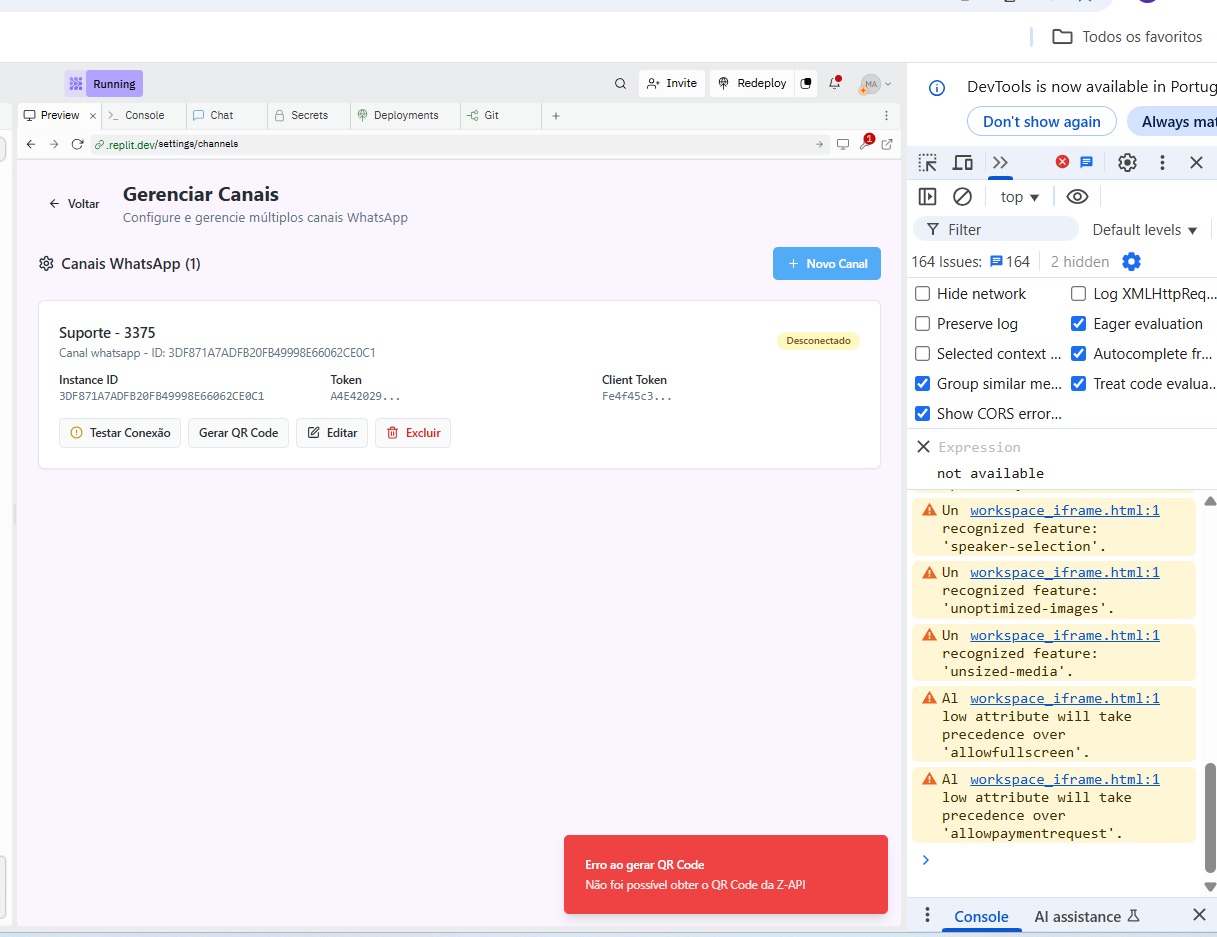 Todos os favoritos
Running
Invite
Redeploy
MA
Preview
Console
Chat
Secrets
Deployments
Git
.replit.dev/settings/channels
1
Voltar
Gerenciar Canais
Configure e gerencie múltiplos canais WhatsApp
Canais WhatsApp (1)
+ Novo Canal
Suporte - 3375
Canal whatsapp - ID: 3DF871A7ADFB20FB49998E66062CE0C1
Desconectado
Instance ID
3DF871A7ADFB20FB49998E66062CE0C1
Token
A4E42029...
Client Token
Fe4f45c3...
Testar Conexão
Gerar QR Code
Editar
Excluir
Erro ao gerar QR Code
Não foi possível obter o QR Code da Z-API
DevTools is now available in Portug
Don't show again
Always mat
top
Filter
Default levels
164 Issues: 164
2 hidden
Hide network
Log XMLHttpReq...
Preserve log
Eager evaluation
Selected context ...
Autocomplete fr...
Group similar me...
Treat code evalua...
Show CORS error...
Expression
not available
Un workspace_iframe.html:1
recognized feature:
'speaker-selection'.
Un workspace_iframe.html:1
recognized feature:
'unoptimized-images'.
Un workspace_iframe.html:1
recognized feature:
'unsized-media'.
Al workspace_iframe.html:1
low attribute will take
precedence over
'allowfullscreen'.
Al workspace_iframe.html:1
low attribute will take
precedence over
'allowpaymentrequest'.
Console
AI assistance